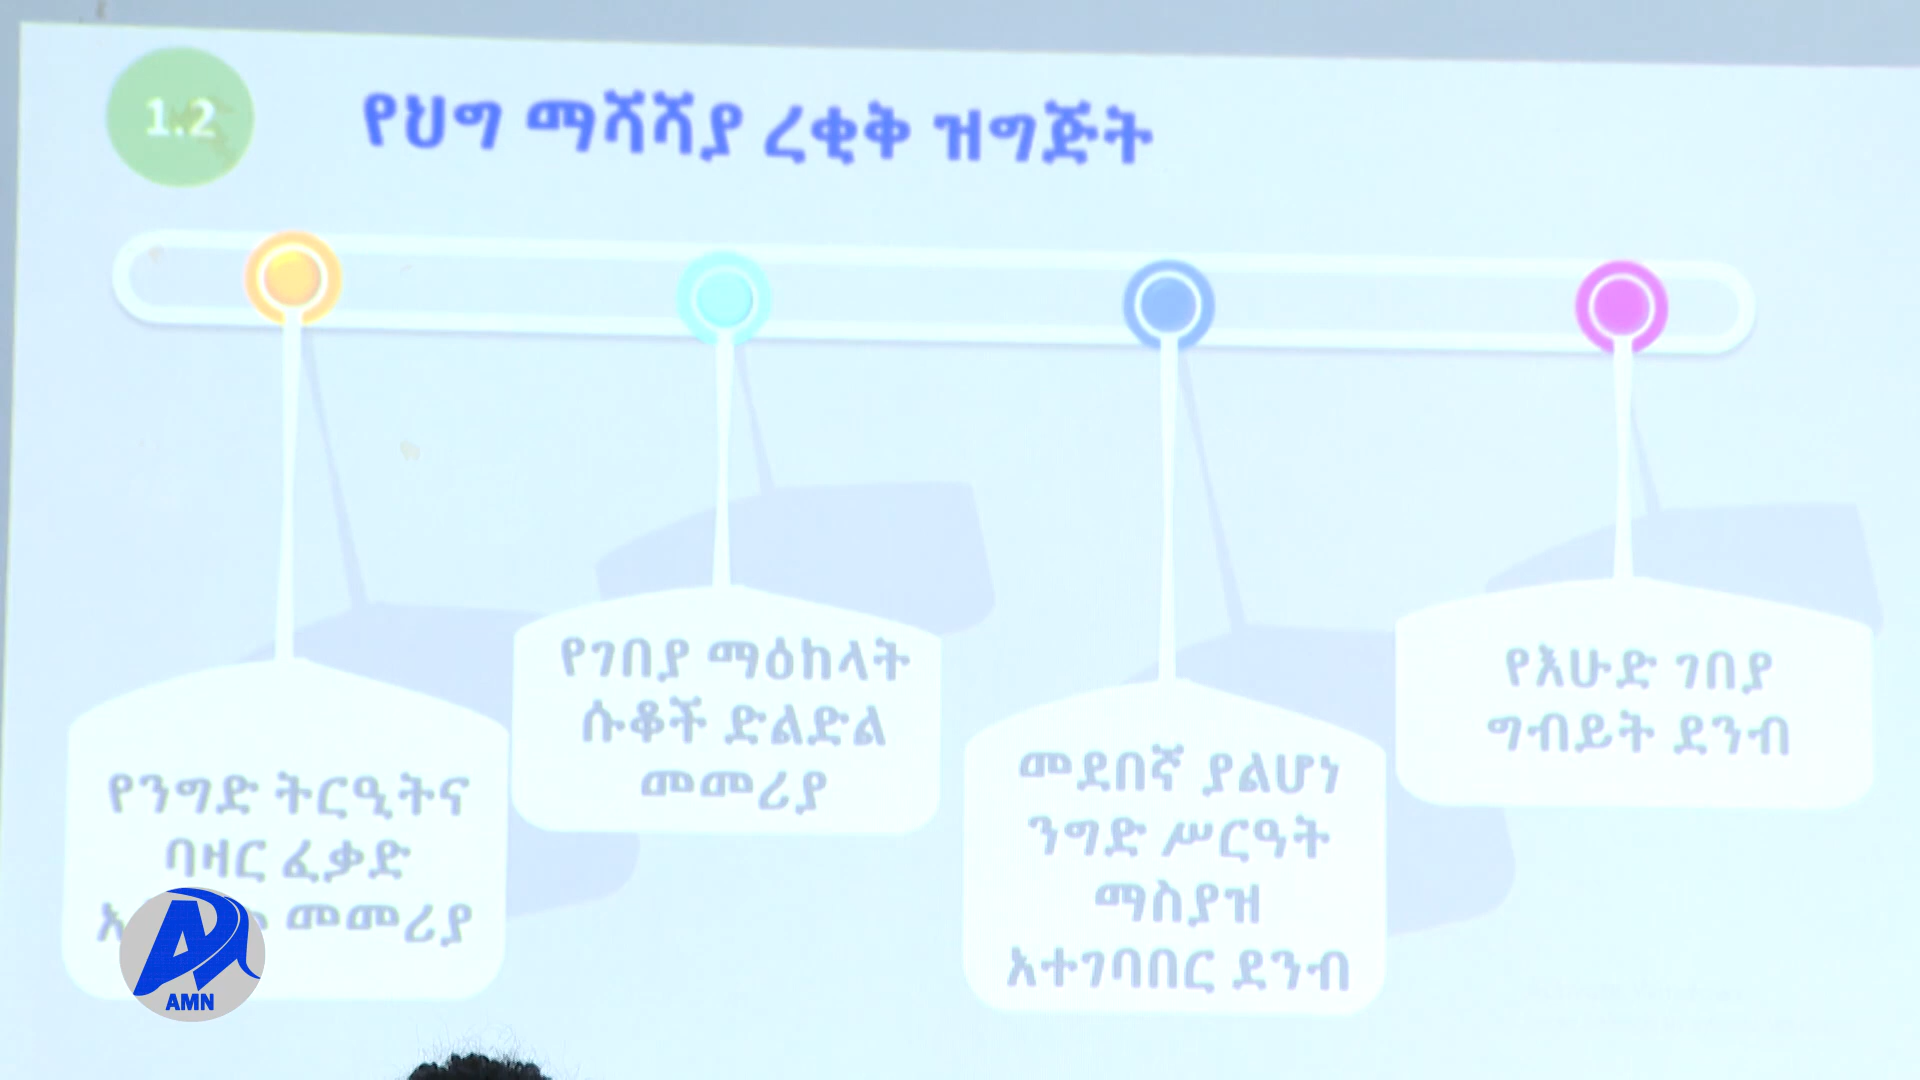 1.2
የህግ ማሻሻያ ረቂቅ ዝግጅት
የንግድ ትርዒትና
ባዛር ፈቃድ
መመሪያ
የገበያ ማዕከላት
ሱቆች ድልድል
መመሪያ
መደበኛ ያልሆነ
ንግድ ሥርዓት
ማስያዝ
አተገባበር ደንብ
የእሁድ ገበያ
ግብይት ደንብ
AMN